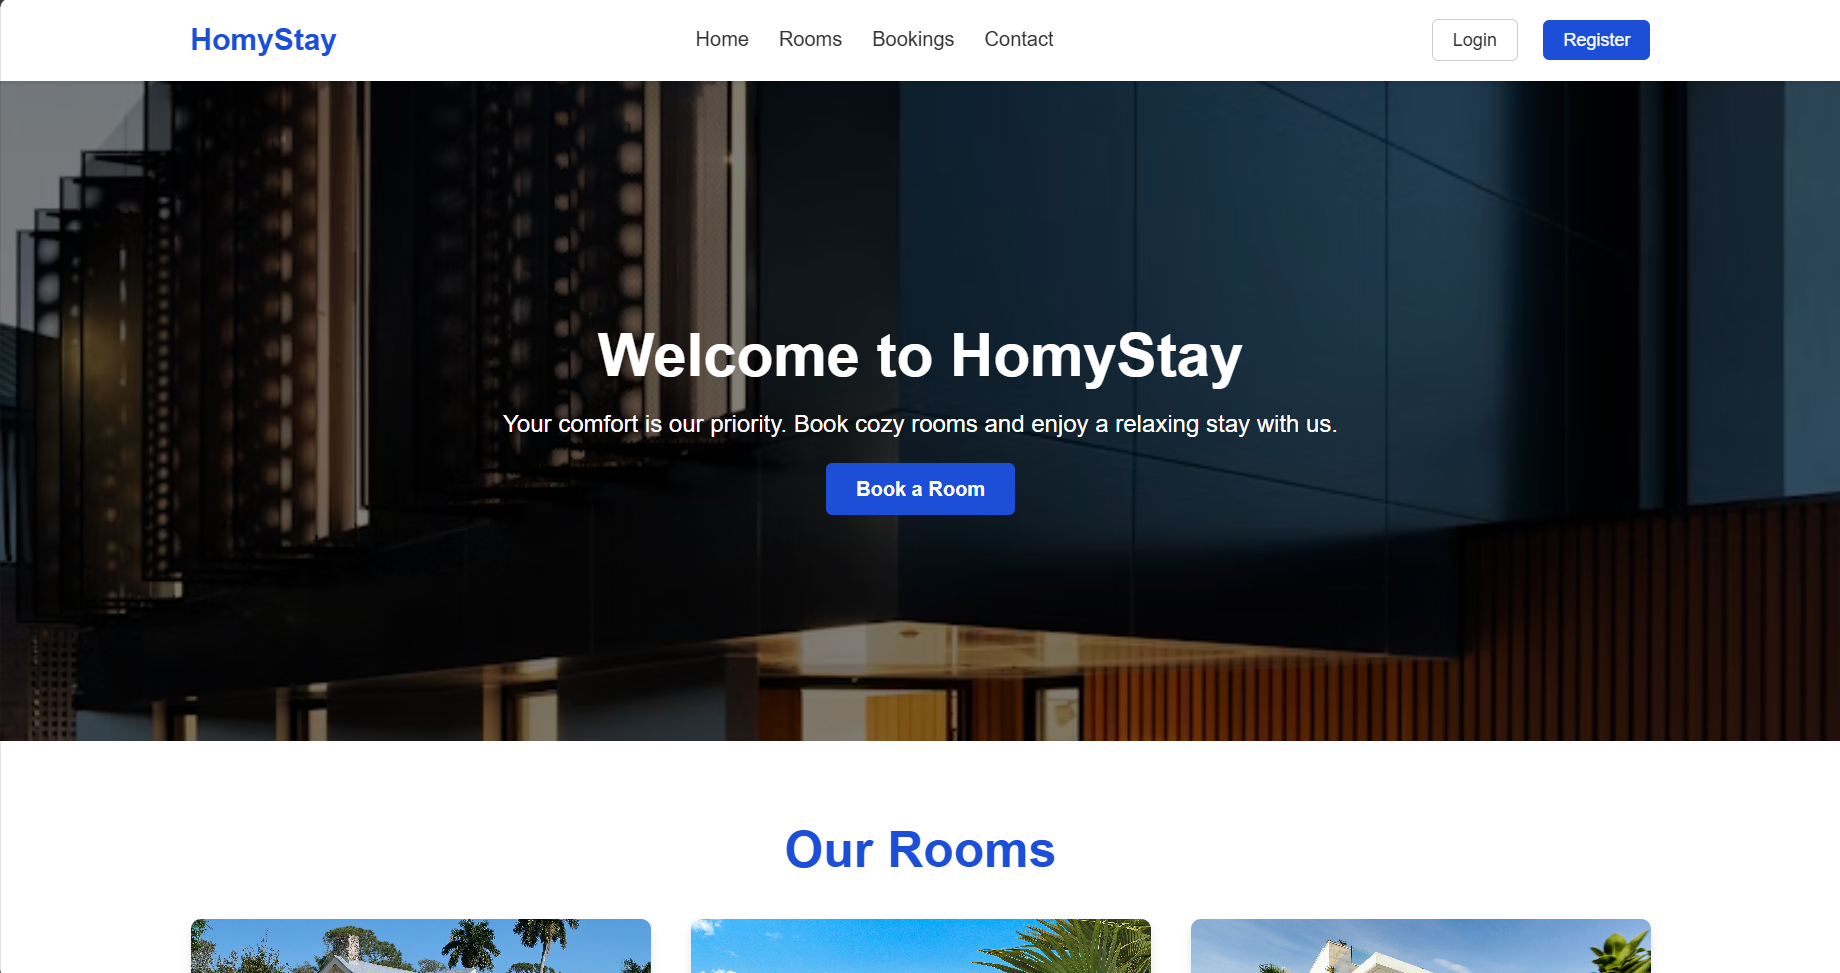 HomyStay
Home Rooms Bookings Contact
Login
Register
Welcome to HomyStay
Your comfort is our priority. Book cozy rooms and enjoy a relaxing stay with us.
Book a Room
Our Rooms